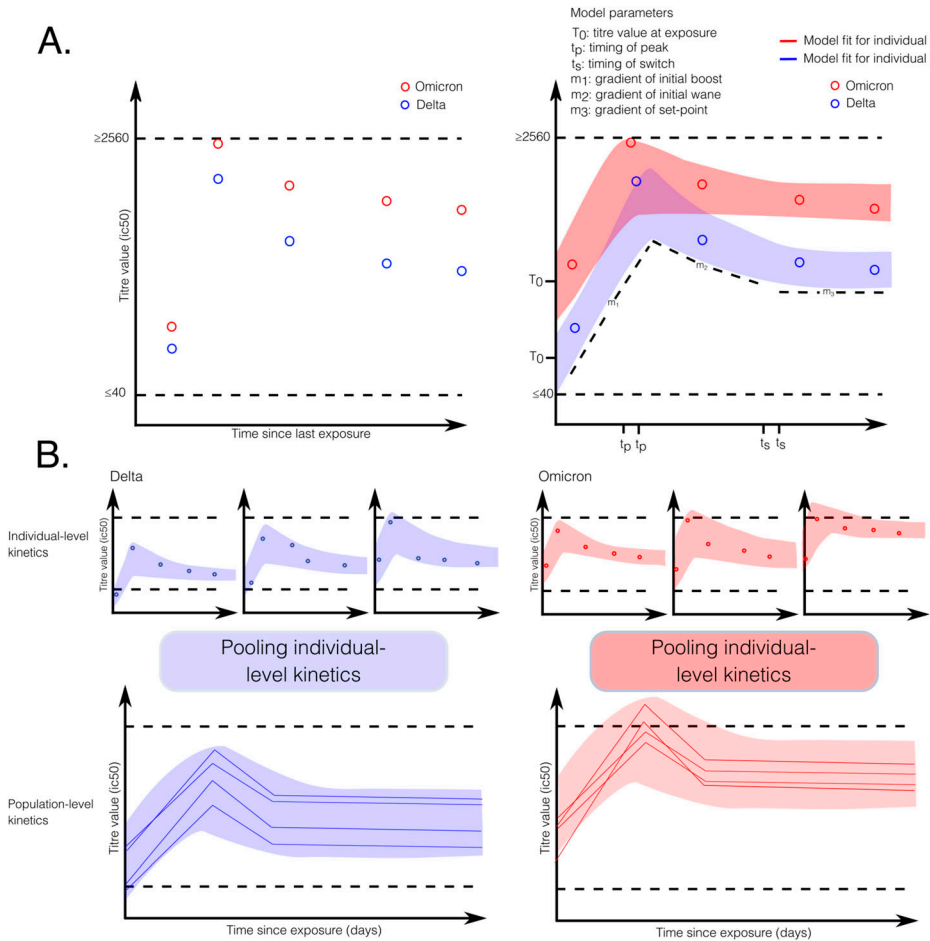 A.
Omicron
Delta
≥2560
Titre value (ic50)
≤40
Time since last exposure
Model parameters
T0: titre value at exposure
tp: timing of peak
ts: timing of switch
m1: gradient of initial boost
m2: gradient of initial wane
m3: gradient of set-point
Model fit for individual
Model fit for individual
Omicron
Delta
≥2560
T0
T0
≤40
m1
m2
m3
tp tp
ts ts
B.
Delta
Omicron
Individual-level
kinetics
Titre value (ic50)
Titre value (ic50)
Pooling individual-
level kinetics
Pooling individual-
level kinetics
Population-level
kinetics
Titre value (ic50)
Titre value (ic50)
Time since exposure (days)
Time since exposure (days)